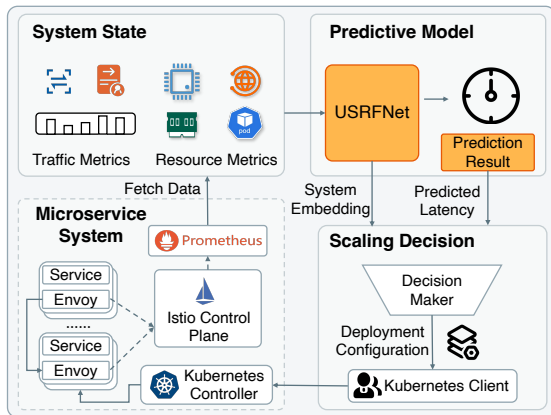 System State
Traffic Metrics
Resource Metrics
pod
Predictive Model
USRFNet
Prediction
Result
Fetch Data
System
Embedding
Predicted
Latency
Microservice
System
Prometheus
Service
Envoy
......
Service
Envoy
Istio Control
Plane
Kubernetes
Controller
Scaling Decision
Decision
Maker
Deployment
Configuration
Kubernetes Client